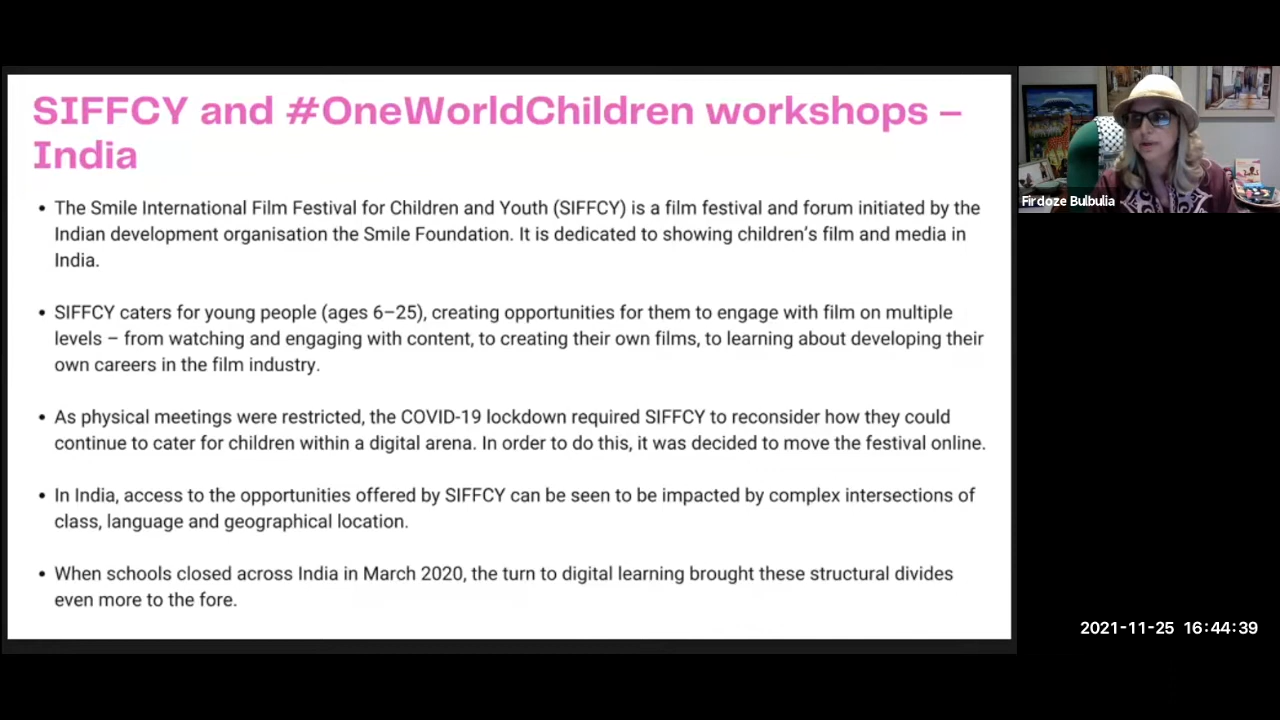 SIFFCY and #OneWorldChildren workshops –
India
• The Smile International Film Festival for Children and Youth (SIFFCY) is a film festival and forum initiated by the
Indian development organisation the Smile Foundation. It is dedicated to showing children's film and media in
India.
• SIFFCY caters for young people (ages 6–25), creating opportunities for them to engage with film on multiple
levels – from watching and engaging with content, to creating their own films, to learning about developing their
own careers in the film industry.
• As physical meetings were restricted, the COVID-19 lockdown required SIFFCY to reconsider how they could
continue to cater for children within a digital arena. In order to do this, it was decided to move the festival online.
• In India, access to the opportunities offered by SIFFCY can be seen to be impacted by complex intersections of
class, language and geographical location.
• When schools closed across India in March 2020, the turn to digital learning brought these structural divides
even more to the fore.
Firdoze Bulbulia
2021-11-25 16:44:39